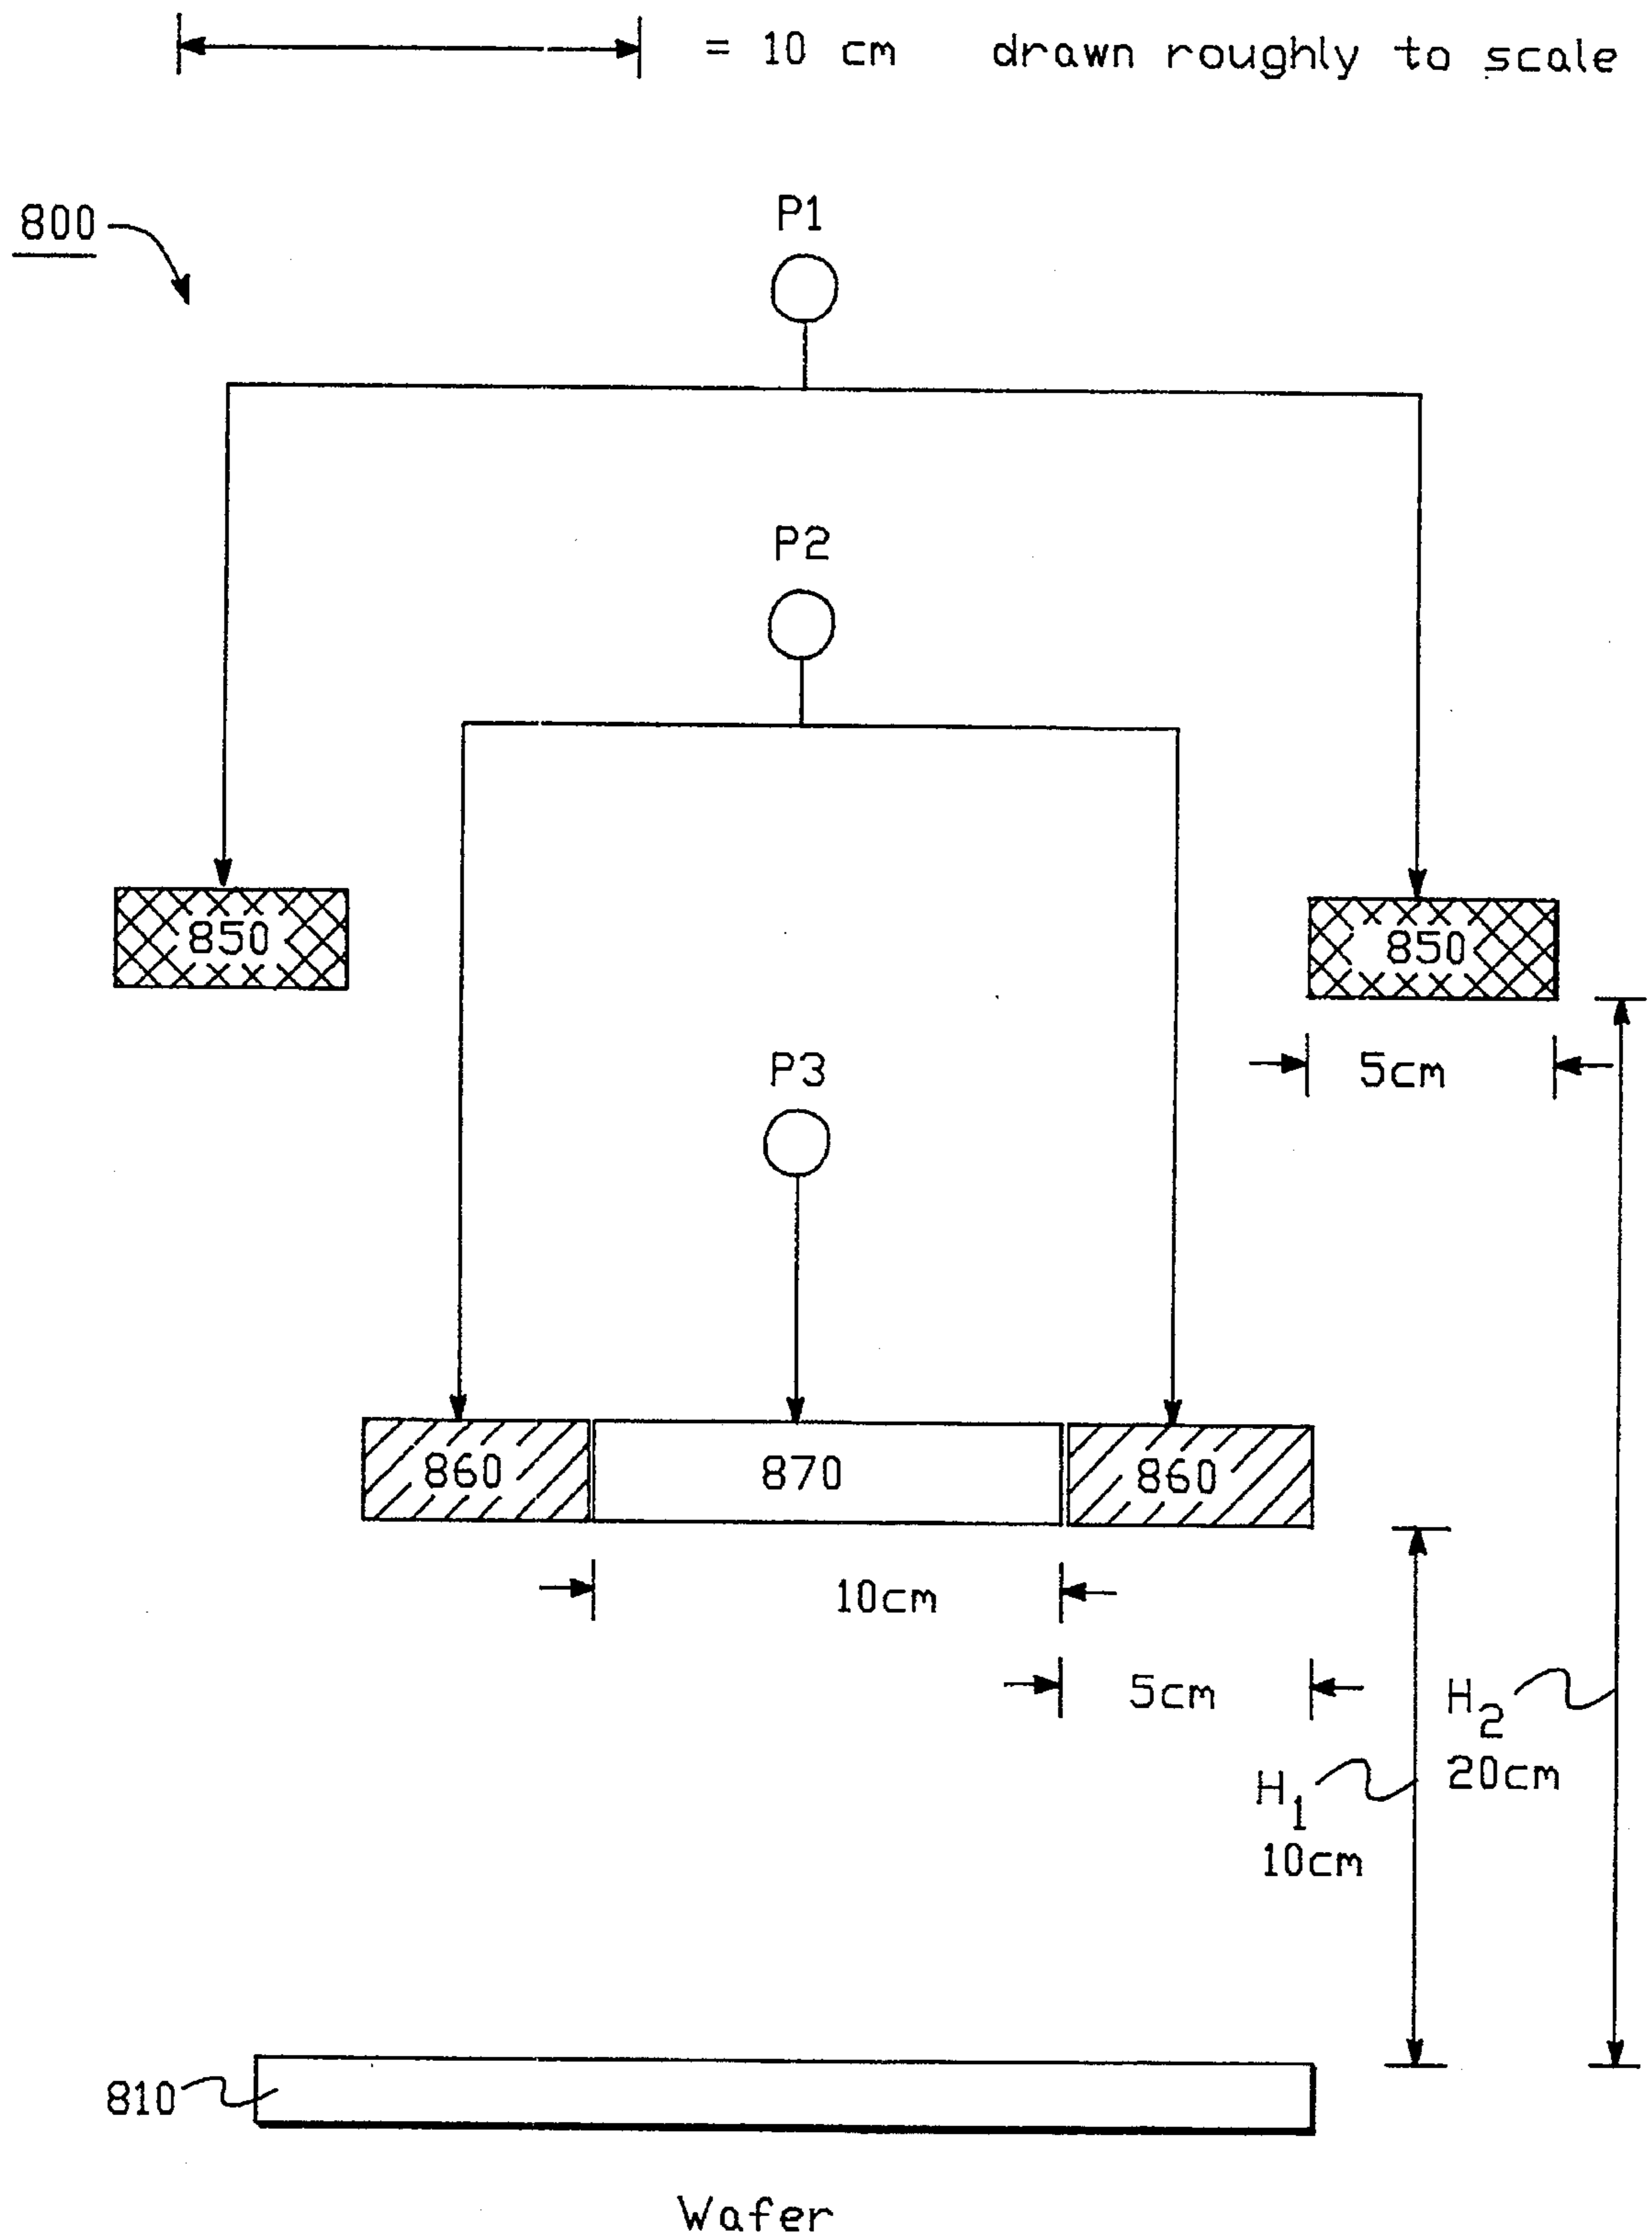 = 10 cm drawn roughly to scale
800
P1
P2
850
850
5cm
P3
860
870
860
10cm
5cm
H2
20cm
H1
10cm
810
Wafer